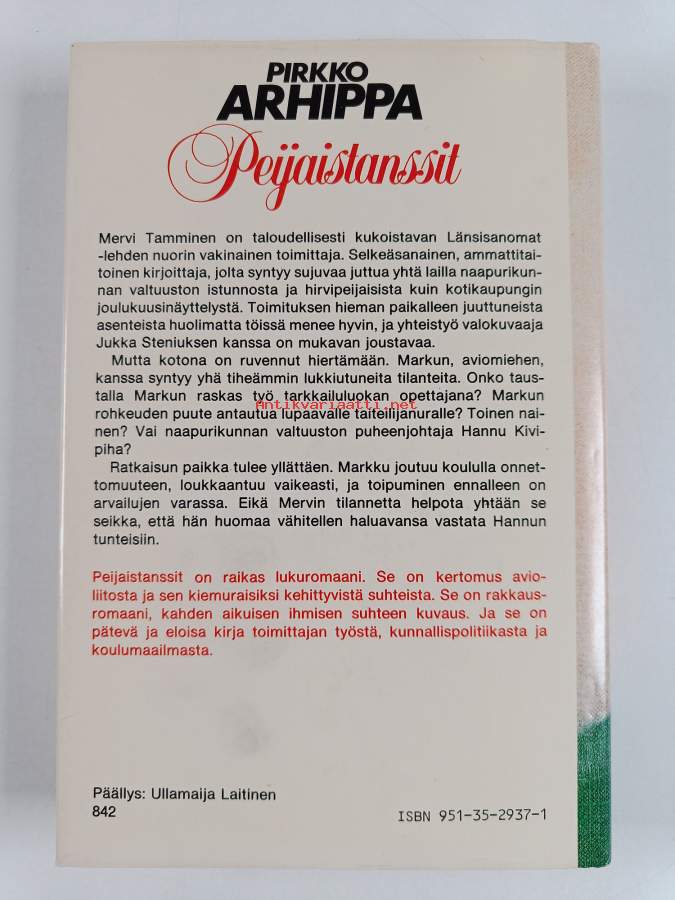 PIRKKO
ARHIPPA
Peijaistanssit
Mervi Tamminen on taloudellisesti kukoistavan Länsisanomat
-lehden nuorin vakinainen toimittaja. Selkeäsanainen, ammattitai-
toinen kirjoittaja, jolta syntyy sujuvaa juttua yhtä lailla naapurikun-
nan valtuuston istunnosta ja hirvipeijaisista kuin kotikaupungin
joulukuusinäyttelystä. Toimituksen hieman paikalleen juuttuneista
asenteista huolimatta töissä menee hyvin, ja yhteistyö valokuvaaja
Jukka Steniuksen kanssa on mukavan joustavaa.
Mutta kotona on ruvennut hiertämään. Markun, aviomiehen,
kanssa syntyy yhä tiheämmin lukkiutuneita tilanteita. Onko taus-
talla Markun raskas työ tarkkailuluokan opettajana? Markun
Antikvariaatti.net
rohkeuden puute antautua lupaavalle taiteilijanuralle? Toinen nai-
nen? Vai naapurikunnan valtuuston puheenjohtaja Hannu Kivi-
piha?
Ratkaisun paikka tulee yllättäen. Markku joutuu koululla onnet-
tomuuteen, loukkaantuu vaikeasti, ja toipuminen ennalleen on
arvailujen varassa. Eikä Mervin tilannetta helpota yhtään se
seikka, että hän huomaa vähitellen haluavansa vastata Hannun
tunteisiin.
Peijaistanssit on raikas lukuromaani. Se on kertomus avio-
liitosta ja sen kiemuraisiksi kehittyvistä suhteista. Se on rakkaus-
romaani, kahden aikuisen ihmisen suhteen kuvaus. Ja se on
pätevä ja eloisa kirja toimittajan työstä, kunnallispolitiikasta ja
koulumaailmasta.
Päällys: Ullamaija Laitinen
842
ISBN 951-35-2937-1